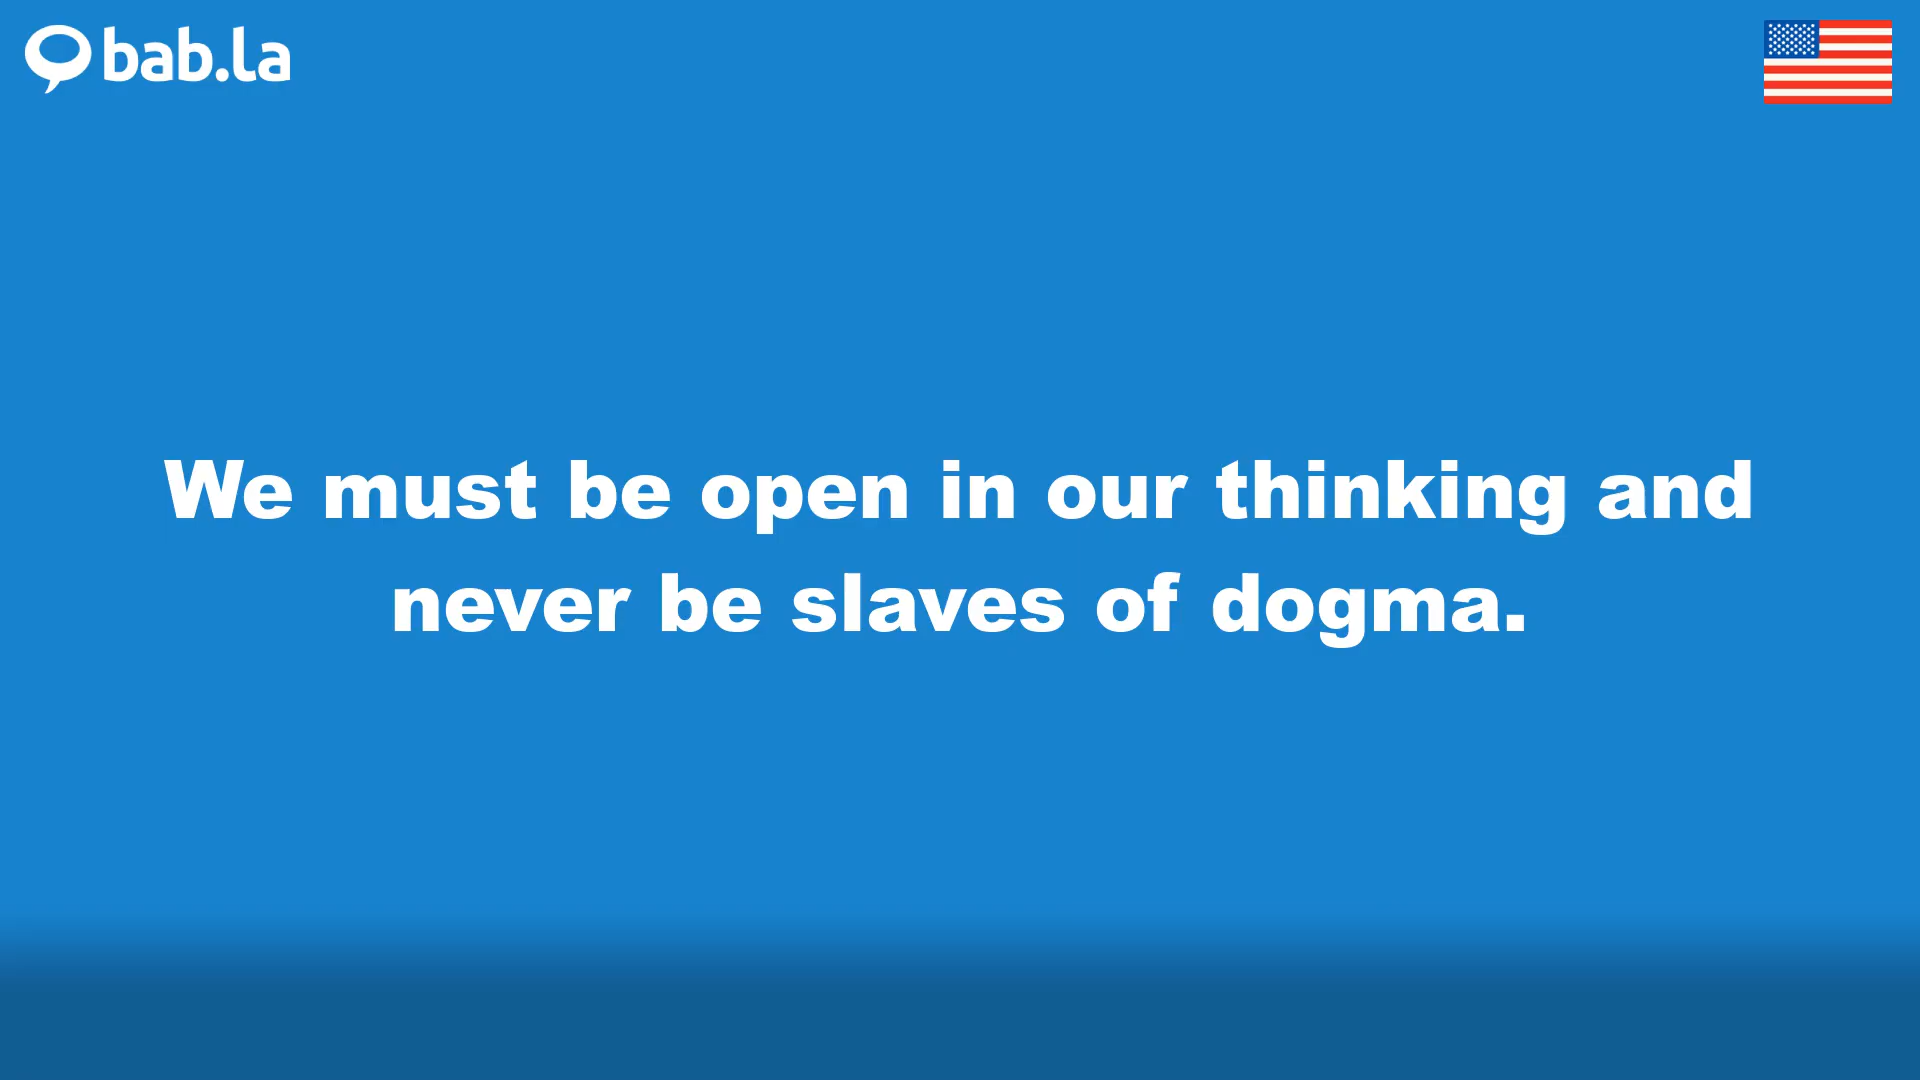 bab.la
We must be open in our thinking and
never be slaves of dogma.